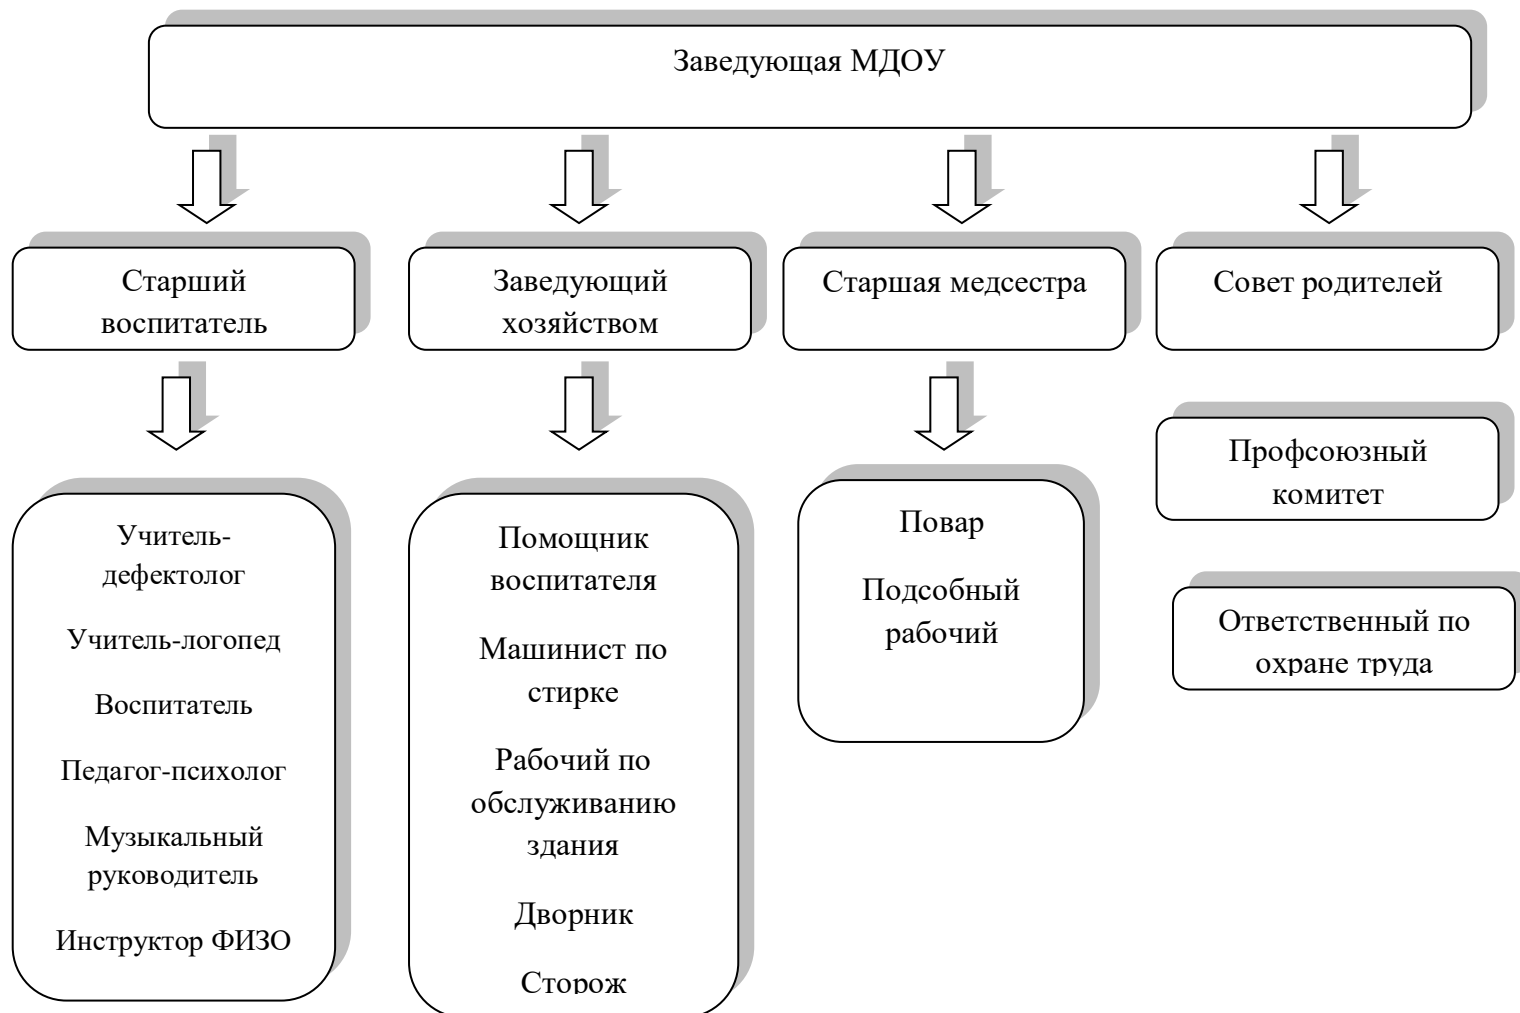 Заведующая МДОУ
Старший
воспитатель
Заведующий
хозяйством
Старшая медсестра
Совет родителей
Профсоюзный
комитет
Ответственный по
охране труда
Учитель-
дефектолог
Учитель-логопед
Воспитатель
Педагог-психолог
Музыкальный
руководитель
Инструктор ФИЗО
Помощник
воспитателя
Машинист по
стирке
Рабочий по
обслуживанию
здания
Дворник
Сторож
Повар
Подсобный
рабочий